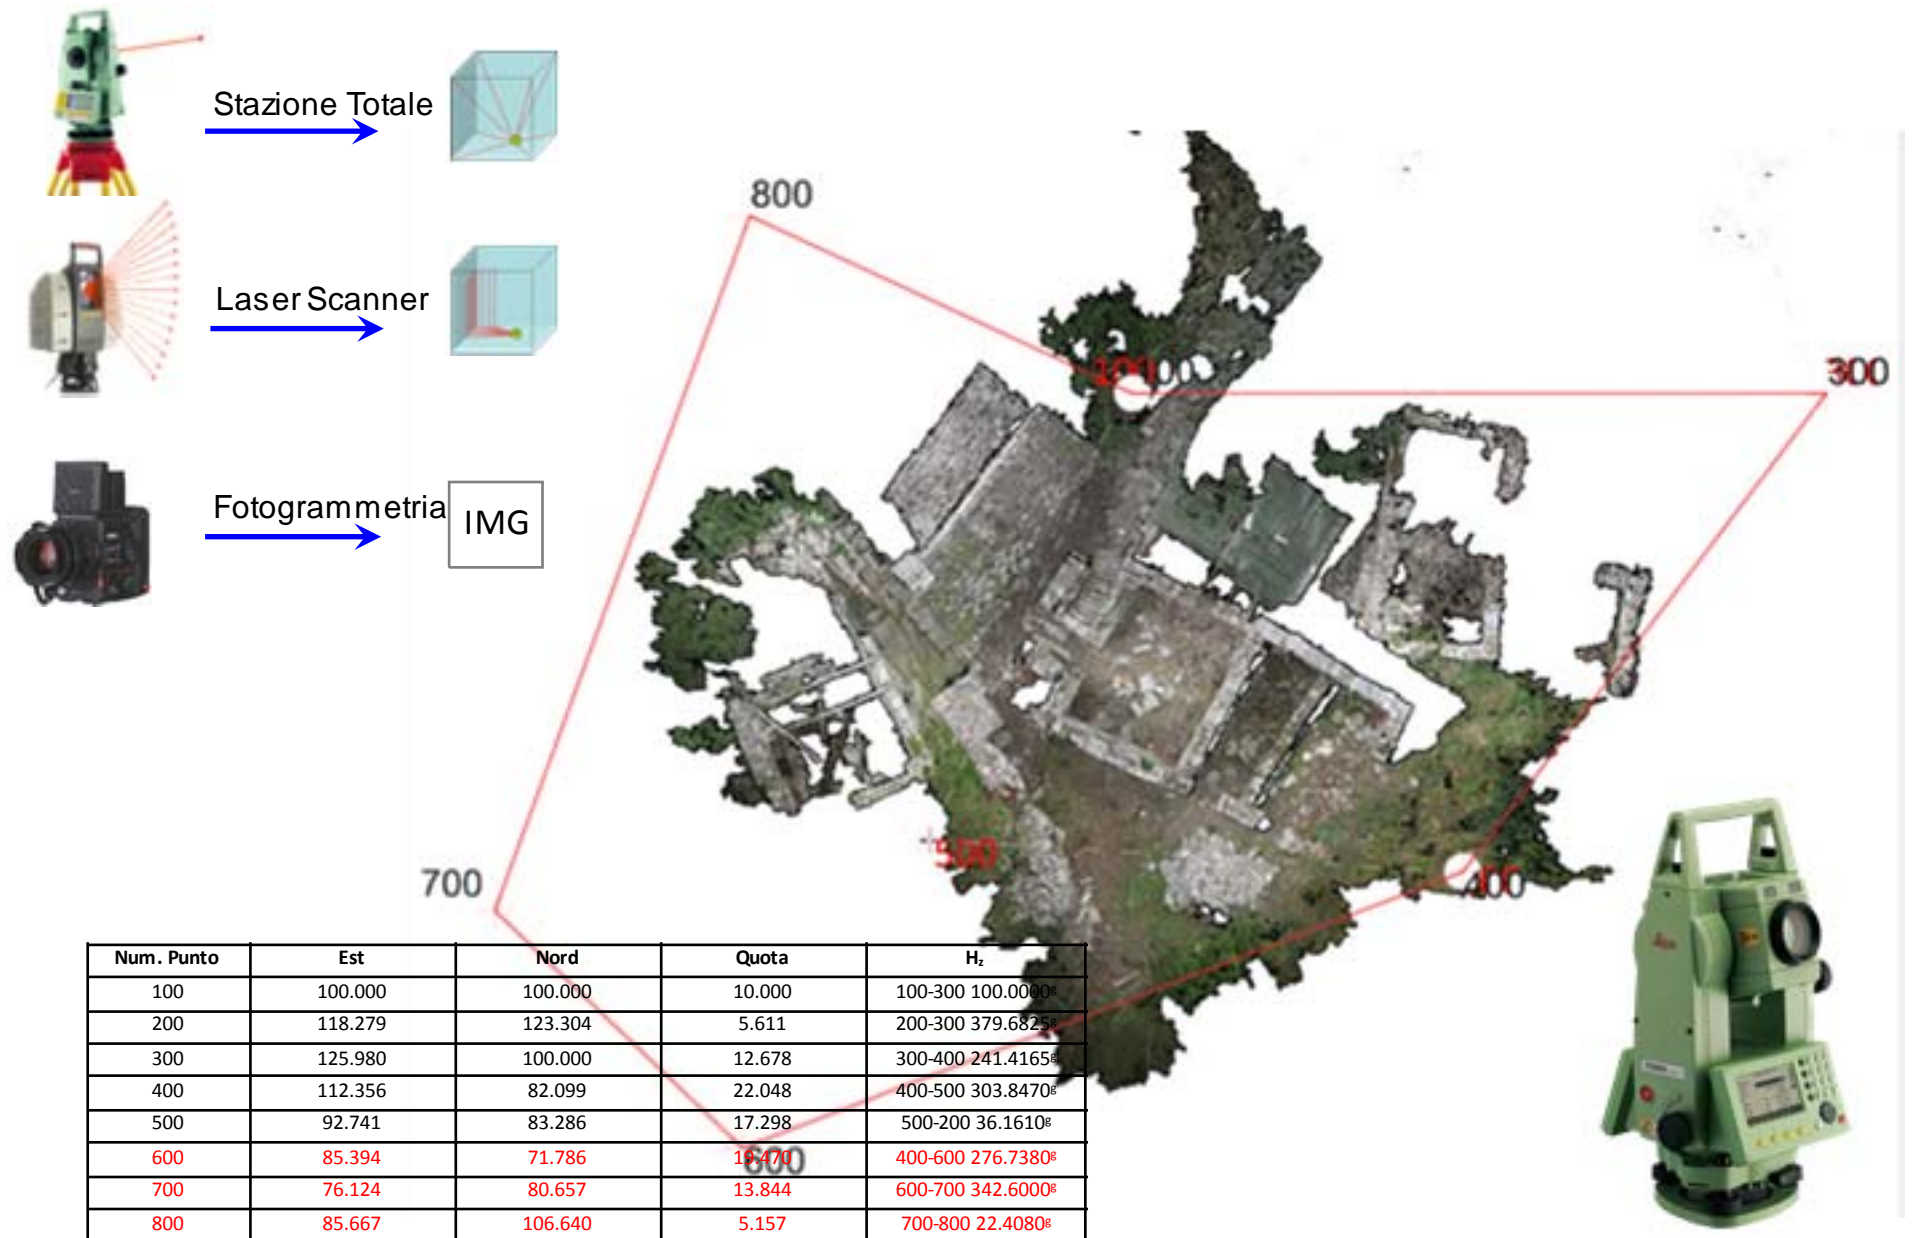 Stazione Totale
800
Laser Scanner
100
300
Fotogrammetria
IMG
500
700
400
Num. Punto Est Nord Quota Hz
100 100.000 100.000 10.000 100-300 100.0000g
200 118.279 123.304 5.611 200-300 379.6825g
300 125.980 100.000 12.678 300-400 241.4165g
400 112.356 82.099 22.048 400-500 303.8470g
500 92.741 83.286 17.298 500-200 36.1610g
600 85.394 71.786 19.470 400-600 276.7380g
600
700 76.124 80.657 13.844 600-700 342.6000g
800 85.667 106.640 5.157 700-800 22.4080g